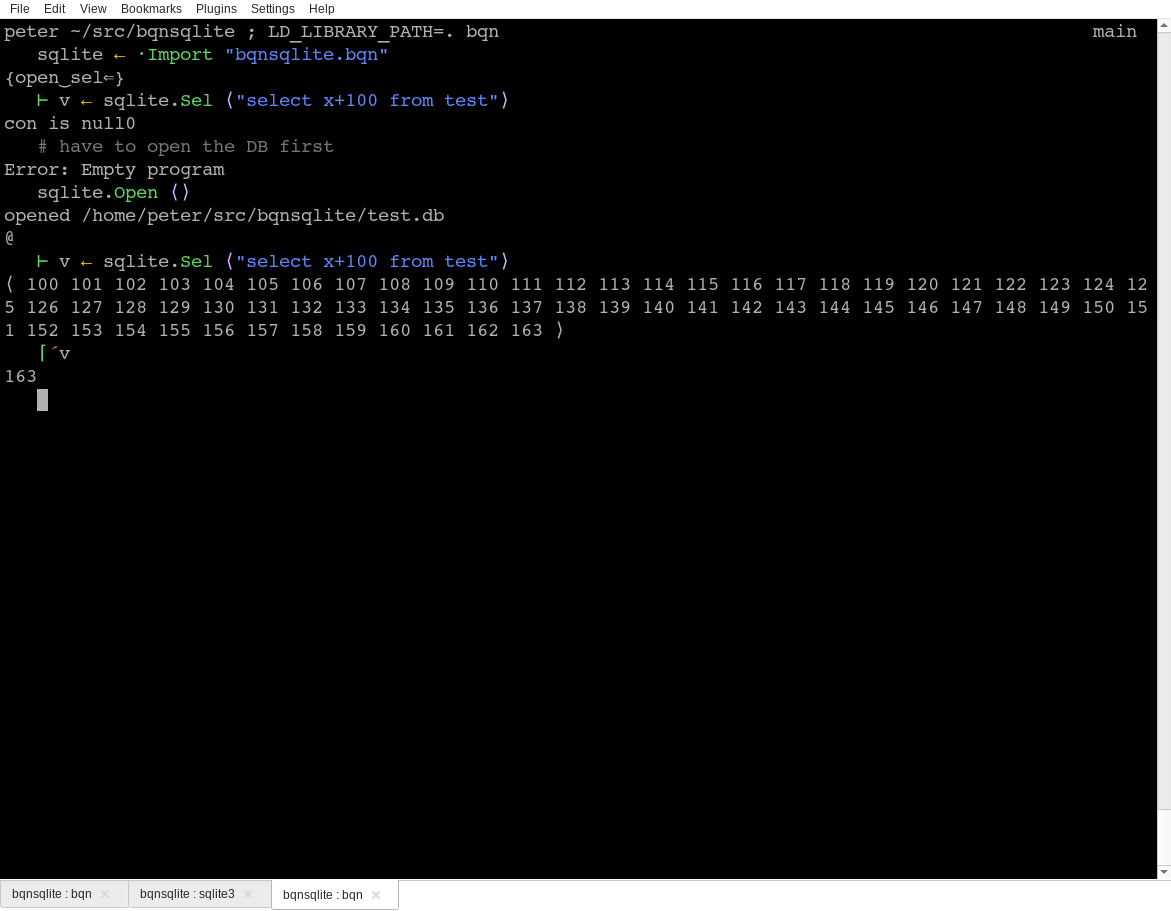 File Edit View Bookmarks Plugins Settings Help
peter ~/src/bqnsqlite ; LD_LIBRARY_PATH=. bqn main
sqlite ← •Import "bqnsqlite.bqn"
{open‿sel⇐}
⊢ v ← sqlite.Sel ⟨"select x+100 from test"⟩
con is null0
# have to open the DB first
Error: Empty program
sqlite.Open ⟨⟩
opened /home/peter/src/bqnsqlite/test.db
@
⊢ v ← sqlite.Sel ⟨"select x+100 from test"⟩
⟨ 100 101 102 103 104 105 106 107 108 109 110 111 112 113 114 115 116 117 118 119 120 121 122 123 124 12
5 126 127 128 129 130 131 132 133 134 135 136 137 138 139 140 141 142 143 144 145 146 147 148 149 150 15
1 152 153 154 155 156 157 158 159 160 161 162 163 ⟩
⌈´v
163
bqnsqlite : bqn bqnsqlite : sqlite3 bqnsqlite : bqn